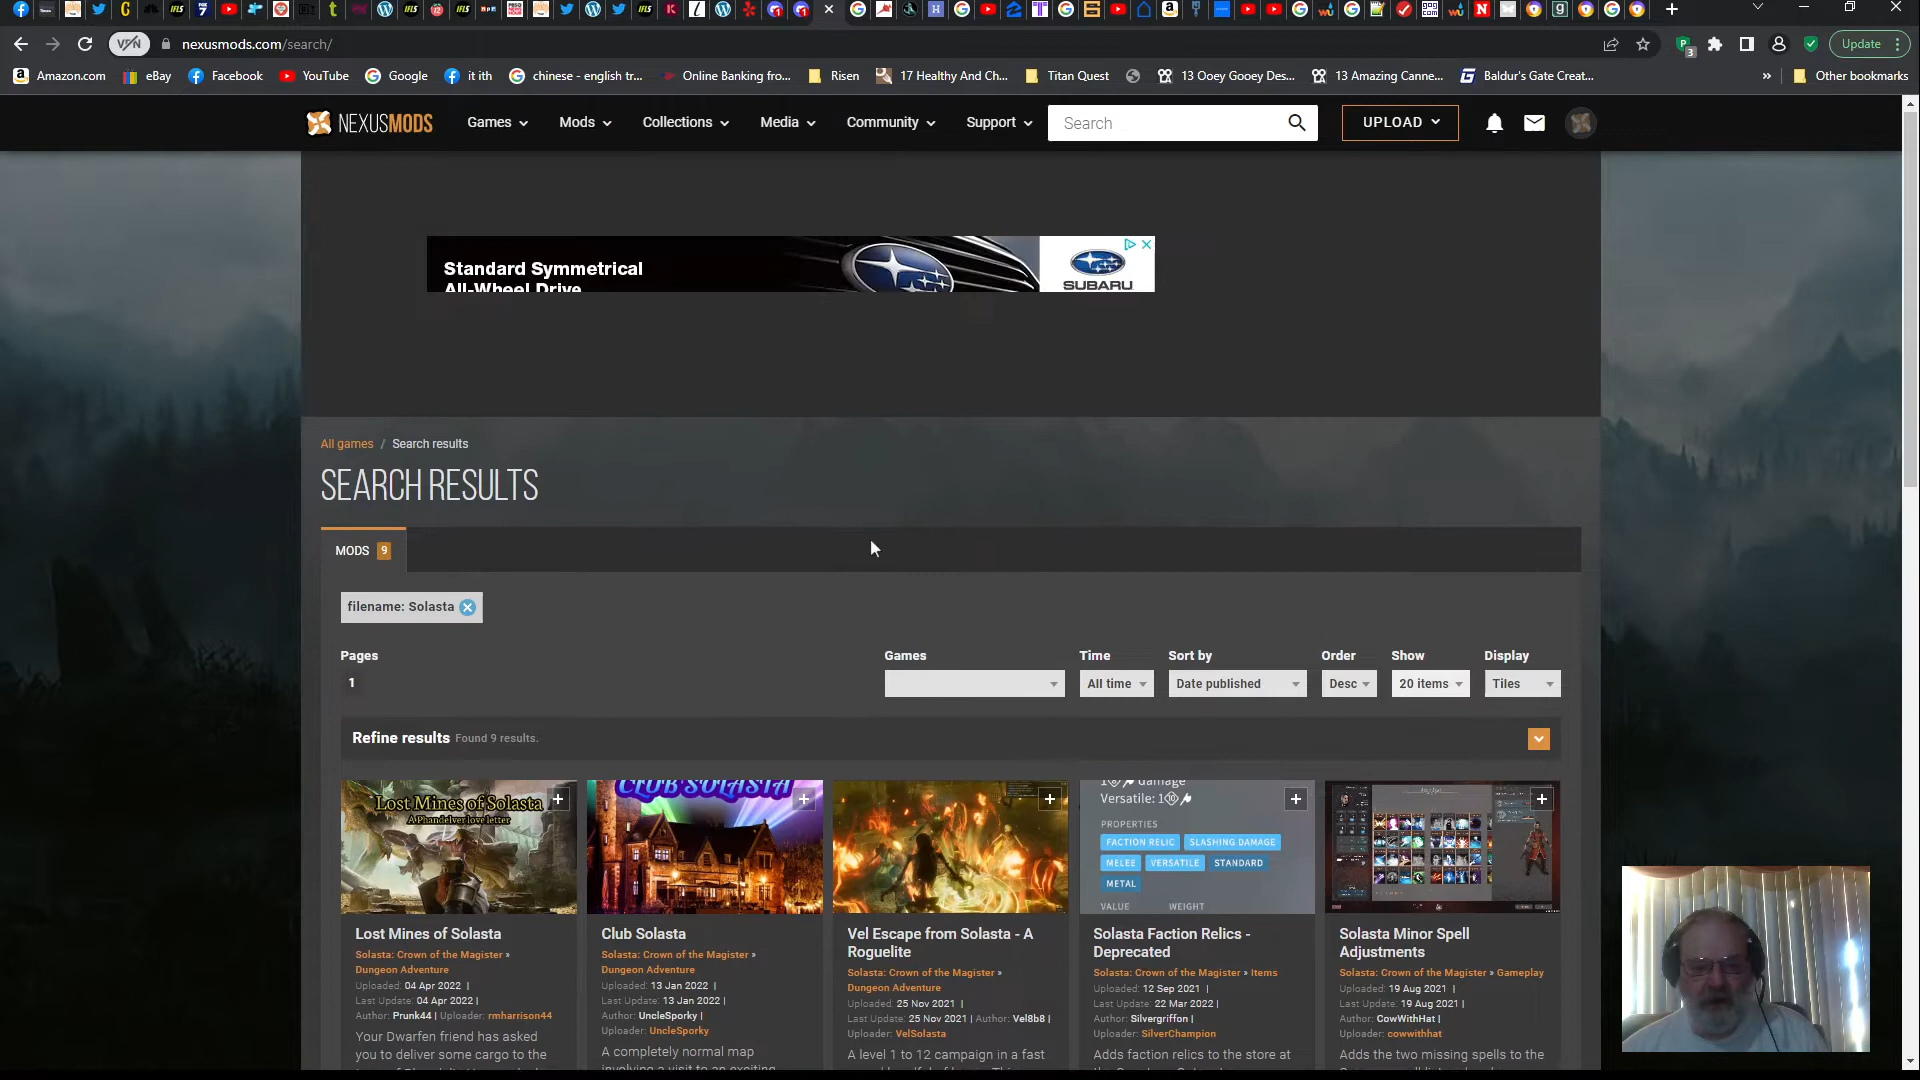 nexusmods.com/search/
3
Update
Amazon.com eBay Facebook YouTube Google it ith chinese - english tr... Online Banking fro... Risen 17 Healthy And Ch... Titan Quest 13 Ooey Gooey Des... 13 Amazing Canne... Baldur's Gate Creat... » Other bookmarks
NEXUSMODS Games Mods Collections Media Community Support Search UPLOAD
Standard Symmetrical
All-Wheel Drive
SUBARU
All games / Search results
SEARCH RESULTS
MODS 9
filename: Solasta
Pages Games Time Sort by Order Show Display
1 All time Date published Desc 20 items Tiles
Refine results Found 9 results.
Lost Mines of Solasta
A Phandelver love letter
CLUB SOLASTA
damage
Versatile: 1
PROPERTIES
FACTION RELIC SLASHING DAMAGE
MELEE VERSATILE STANDARD
METAL
VALUE WEIGHT
Lost Mines of Solasta
Solasta: Crown of the Magister »
Dungeon Adventure
Uploaded: 04 Apr 2022 |
Last Update: 04 Apr 2022 |
Author: Prunk44 | Uploader: rmharrison44
Your Dwarfen friend has asked
you to deliver some cargo to the
Club Solasta
Solasta: Crown of the Magister »
Dungeon Adventure
Uploaded: 13 Jan 2022 |
Last Update: 13 Jan 2022 |
Author: UncleSporky |
Uploader: UncleSporky
A completely normal map
involving a visit to an exciting
Vel Escape from Solasta - A
Roguelite
Solasta: Crown of the Magister »
Dungeon Adventure
Uploaded: 25 Nov 2021 |
Last Update: 25 Nov 2021 | Author: Vel8b8 |
Uploader: VelSolasta
A level 1 to 12 campaign in a fast
Solasta Faction Relics -
Deprecated
Solasta: Crown of the Magister » Items
Uploaded: 12 Sep 2021 |
Last Update: 22 Mar 2022 |
Author: Silvergriffon |
Uploader: SilverChampion
Adds faction relics to the store at
Solasta Minor Spell
Adjustments
Solasta: Crown of the Magister » Gameplay
Uploaded: 19 Aug 2021 |
Last Update: 19 Aug 2021 |
Author: CowWithHat |
Uploader: cowwithhat
Adds the two missing spells to the